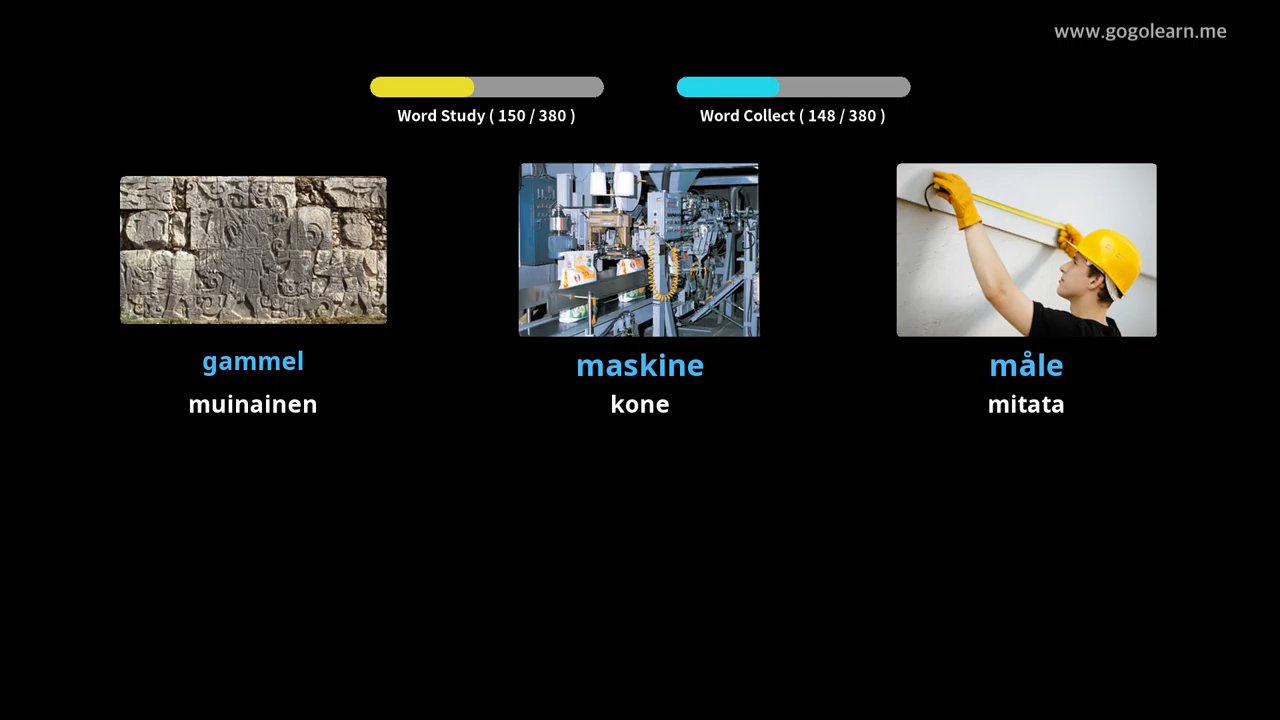 www.gogolearn.me
Word Study ( 150 / 380 )
Word Collect ( 148 / 380 )
gammel
muinainen
maskine
kone
måle
mitata